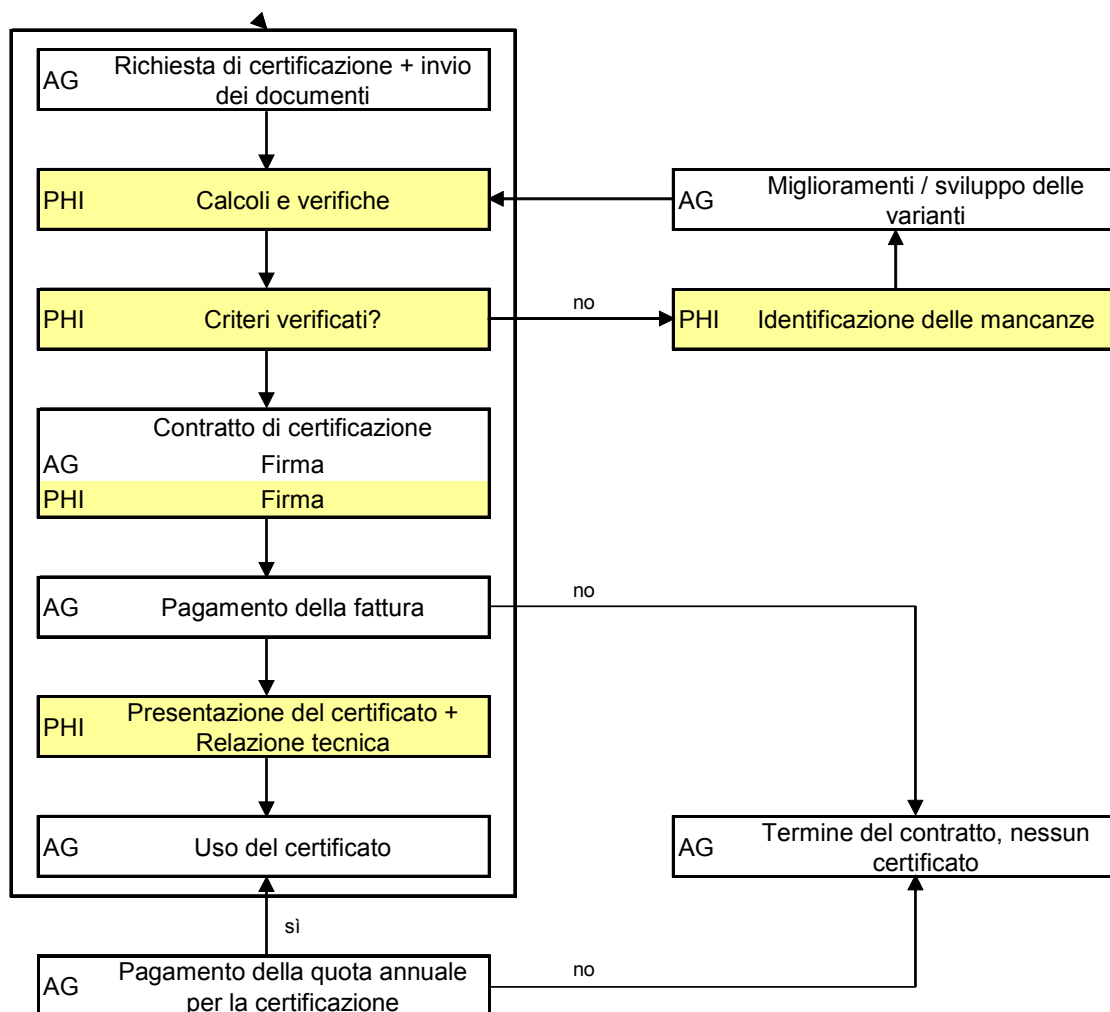 AG Richiesta di certificazione + invio
dei documenti
PHI Calcoli e verifiche
AG Miglioramenti / sviluppo delle
varianti
PHI Criteri verificati?
no
PHI Identificazione delle mancanze
Contratto di certificazione
AG Firma
PHI Firma
AG Pagamento della fattura
no
PHI Presentazione del certificato +
Relazione tecnica
AG Uso del certificato
AG Termine del contratto, nessun
certificato
sì
AG Pagamento della quota annuale
per la certificazione
no